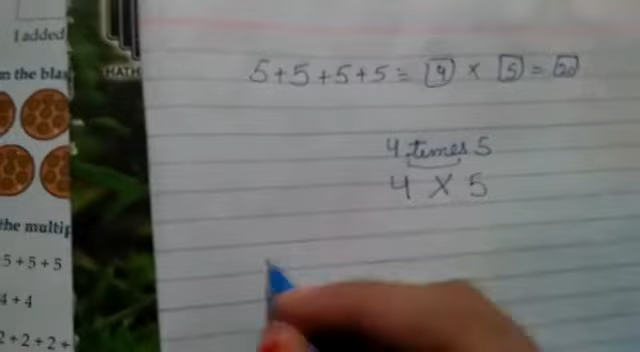 I added
n the bla
HATH
5+5+5+5 = 4 × 5 = 20
4 times 5
4 × 5
the multip
5 + 5 + 5
4 + 4
2 + 2 + 2 +